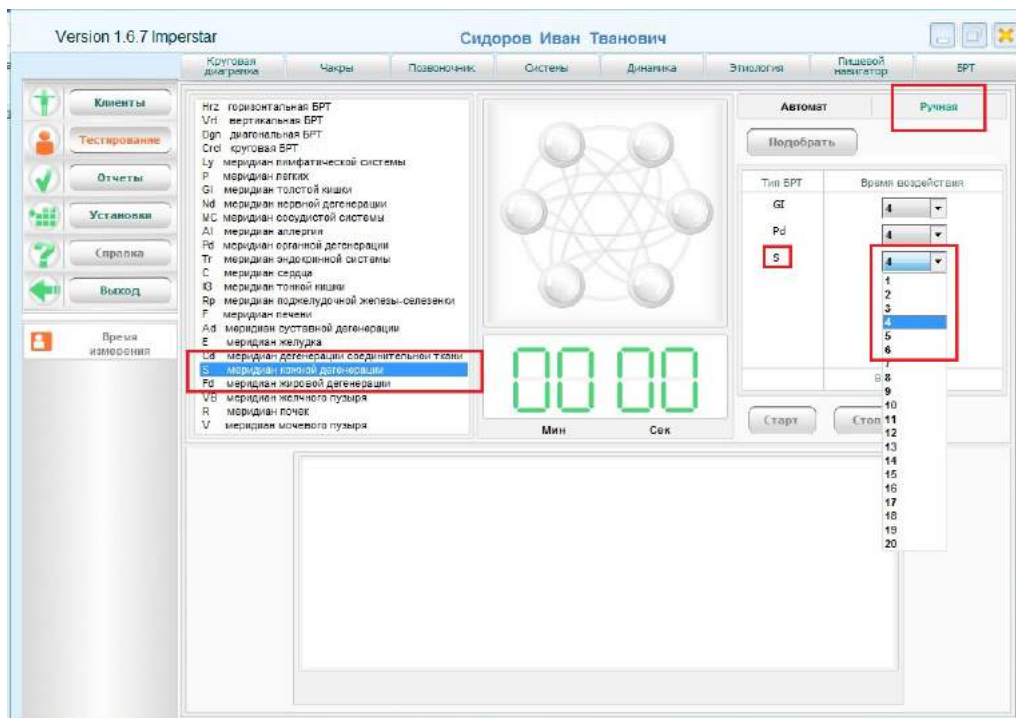 Version 1.6.7 Imperstar
Сидоров Иван Тванович
Круговая диаграмма
Чакры
Позвоночник
Системы
Динамика
Этиология
Пищевой навигатор
БРТ
Клиенты
Тестирование
Отчеты
Установки
Справка
Выход
Время измерения
Hrz горизонтальная БРТ
Vrt вертикальная БРТ
Dgn диагональная БРТ
Crcl круговая БРТ
Ly меридиан лимфатической системы
P меридиан легких
GI меридиан толстой кишки
Nd меридиан нервной дегенерации
MC меридиан сосудистой системы
Al меридиан аллергии
Pd меридиан органной дегенерации
Tr меридиан эндокринной системы
C меридиан сердца
IG меридиан тонкой кишки
Rp меридиан поджелудочной железы-селезенки
F меридиан печени
Ad меридиан суставной дегенерации
E меридиан желудка
Cd меридиан дегенерации соединительной ткани
S меридиан кожной дегенерации
Fd меридиан жировой дегенерации
VB меридиан желчного пузыря
R меридиан почек
V меридиан мочевого пузыря
00 00
Мин Сек
Автомат
Ручная
Подобрать
Тип БРТ Время воздействия
GI 4
Pd 4
S 4
1
2
3
4
5
6
7
8
9
10
11
12
13
14
15
16
17
18
19
20
Старт
Стоп